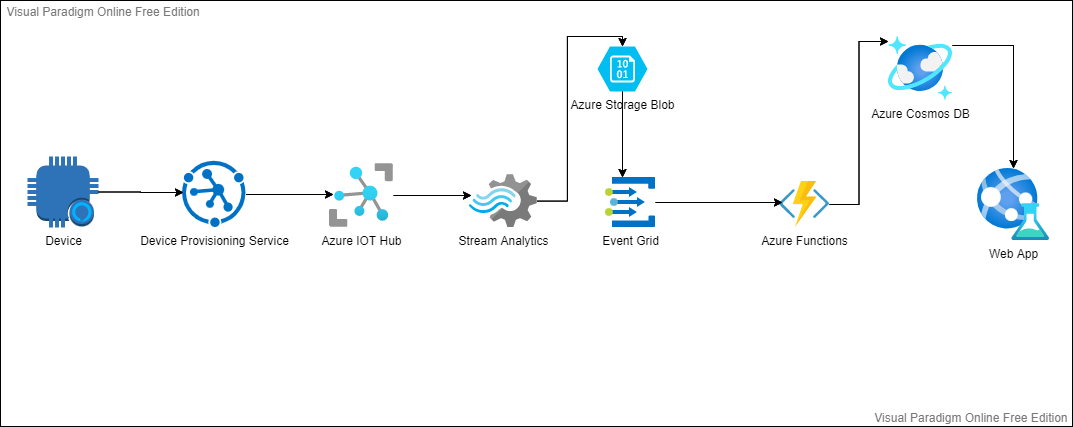 Visual Paradigm Online Free Edition
Device
Device Provisioning Service
Azure IOT Hub
Stream Analytics
10
01
Azure Storage Blob
Event Grid
Azure Functions
Azure Cosmos DB
Web App
Visual Paradigm Online Free Edition